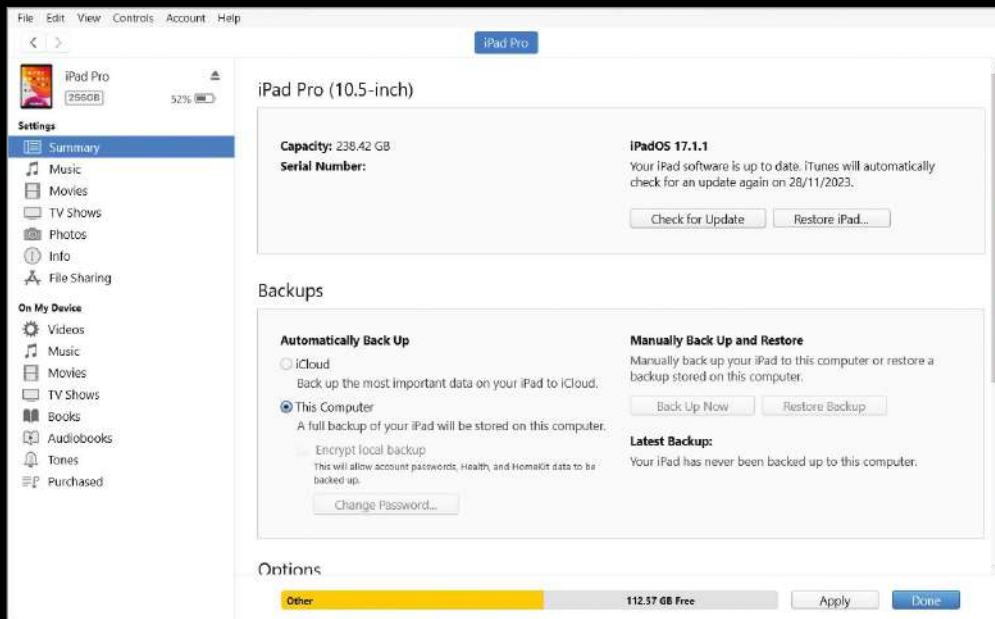 File Edit View Controls Account Help
iPad Pro
iPad Pro
256GB
52%
Settings
Summary
Music
Movies
TV Shows
Photos
Info
File Sharing
On My Device
Videos
Music
Movies
TV Shows
Books
Audiobooks
Tones
Purchased
iPad Pro (10.5-inch)
Capacity: 238.42 GB
Serial Number:
iPadOS 17.1.1
Your iPad software is up to date. iTunes will automatically
check for an update again on 28/11/2023.
Check for Update Restore iPad...
Backups
Automatically Back Up
iCloud
Back up the most important data on your iPad to iCloud.
This Computer
A full backup of your iPad will be stored on this computer.
Encrypt local backup
This will allow account passwords, Health, and HomeKit data to be
backed up.
Change Password...
Manually Back Up and Restore
Manually back up your iPad to this computer or restore a
backup stored on this computer.
Back Up Now Restore Backup
Latest Backup:
Your iPad has never been backed up to this computer.
Options
Other 112.57 GB Free Apply Done